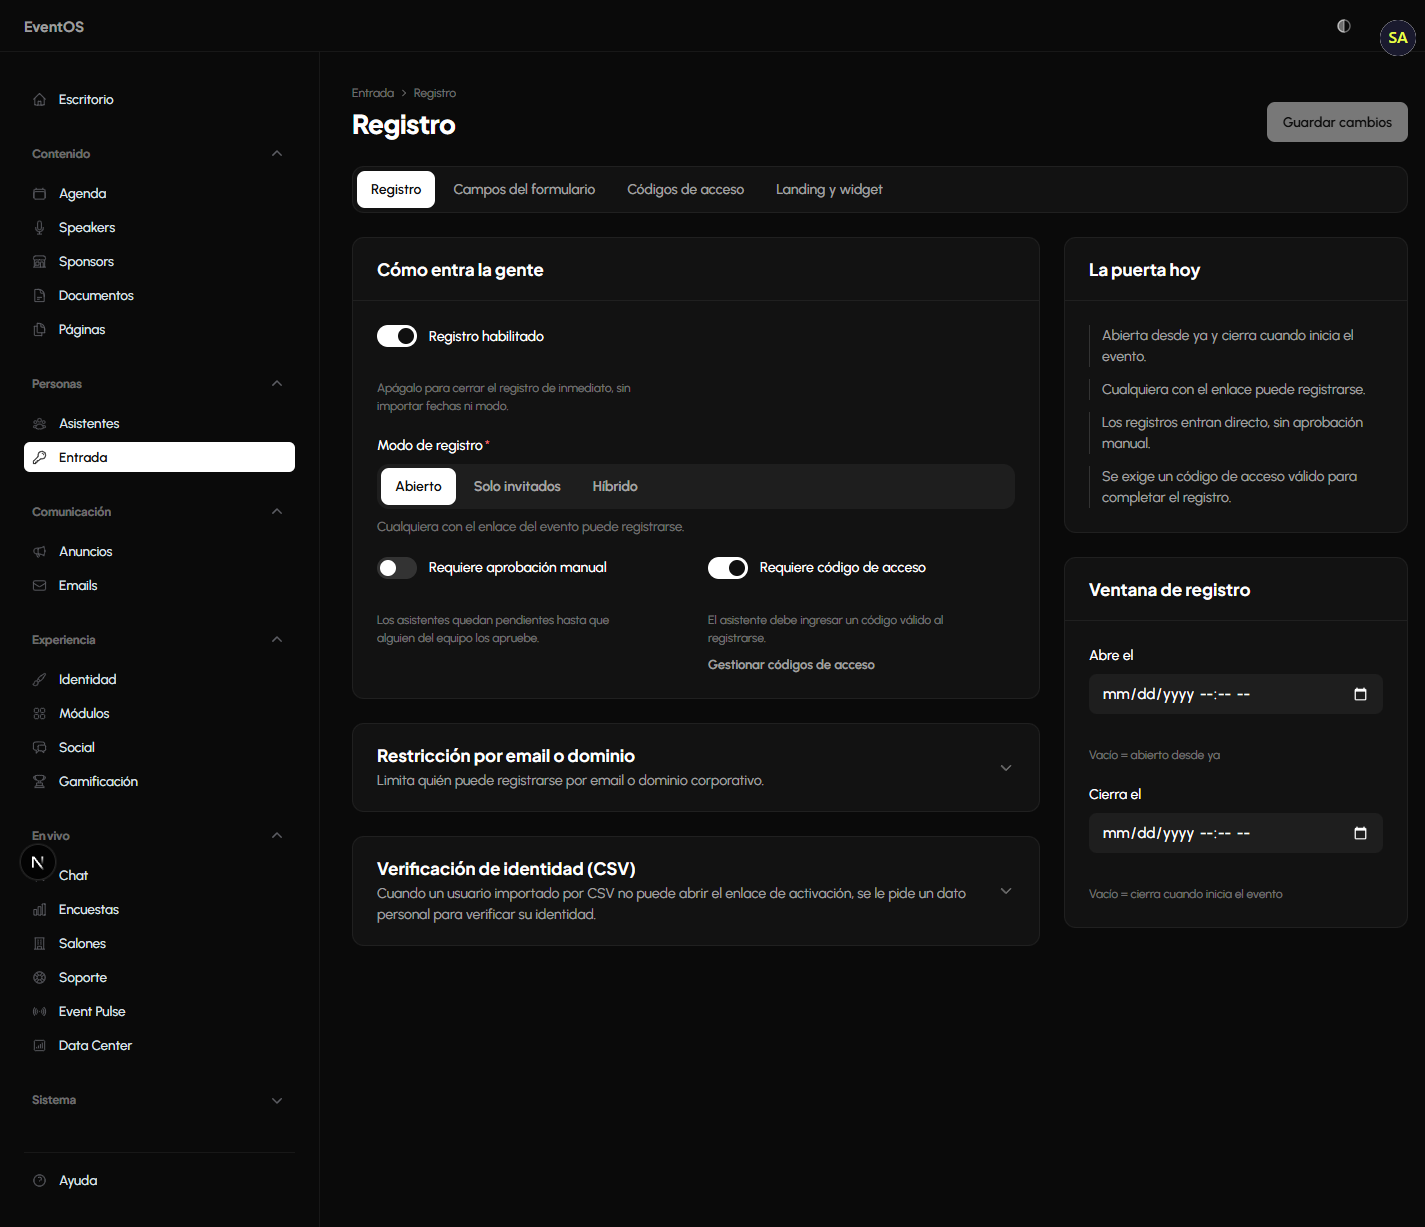 EventOS
SA
Escritorio
Contenido
Agenda
Speakers
Sponsors
Documentos
Páginas
Personas
Asistentes
Entrada
Comunicación
Anuncios
Emails
Experiencia
Identidad
Módulos
Social
Gamificación
En vivo
N
Chat
Encuestas
Salones
Soporte
Event Pulse
Data Center
Sistema
Ayuda
Entrada > Registro
Registro
Guardar cambios
Registro Campos del formulario Códigos de acceso Landing y widget
Cómo entra la gente
Registro habilitado
Apágalo para cerrar el registro de inmediato, sin
importar fechas ni modo.
Modo de registro*
Abierto Solo invitados Híbrido
Cualquiera con el enlace del evento puede registrarse.
Requiere aprobación manual
Los asistentes quedan pendientes hasta que
alguien del equipo los apruebe.
Requiere código de acceso
El asistente debe ingresar un código válido al
registrarse.
Gestionar códigos de acceso
Restricción por email o dominio
Limita quién puede registrarse por email o dominio corporativo.
Verificación de identidad (CSV)
Cuando un usuario importado por CSV no puede abrir el enlace de activación, se le pide un dato
personal para verificar su identidad.
La puerta hoy
Abierta desde ya y cierra cuando inicia el
evento.
Cualquiera con el enlace puede registrarse.
Los registros entran directo, sin aprobación
manual.
Se exige un código de acceso válido para
completar el registro.
Ventana de registro
Abre el
mm/dd/yyyy --:-- --
Vacío = abierto desde ya
Cierra el
mm/dd/yyyy --:-- --
Vacío = cierra cuando inicia el evento